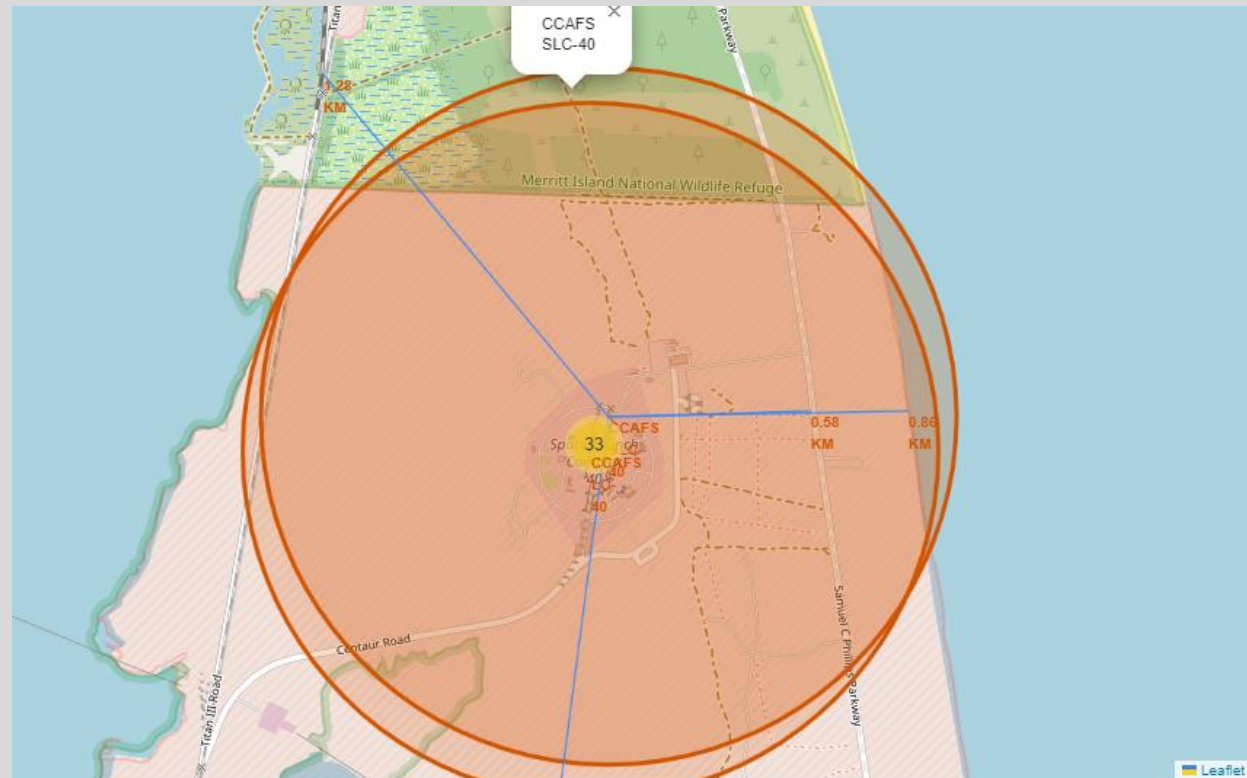 Titan
CCAFS
SLC-40
×
Parkway
1.28
KM
Merritt Island National Wildlife Refuge
CCAFS
0.58
KM
0.86
KM
33
CCAFS
40
40
Centaur Road
Samuel C Phillips Parkway
Titan III Road
Leaflet